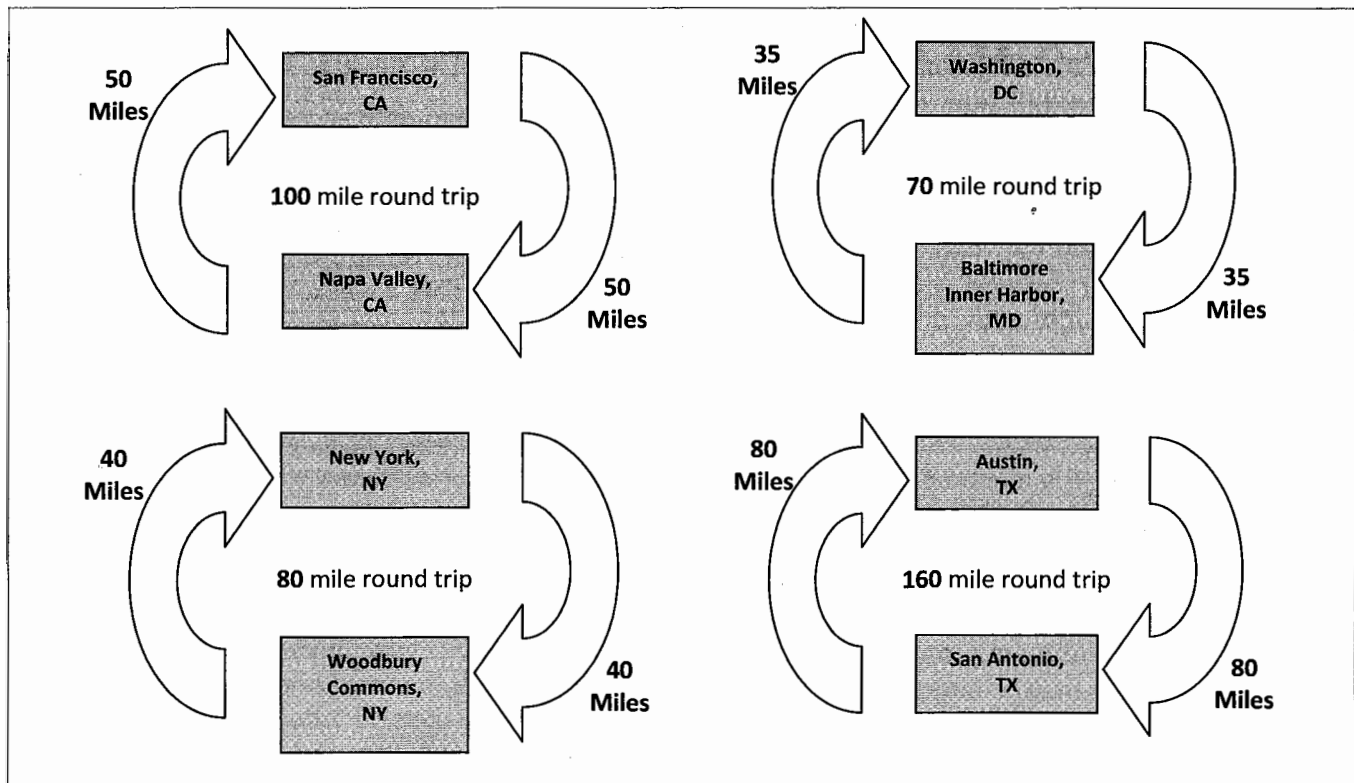 50
Miles
San Francisco,
CA
100 mile round trip
Napa Valley,
CA
50
Miles
35
Miles
Washington,
DC
70 mile round trip
Baltimore
Inner Harbor,
MD
35
Miles
40
Miles
New York,
NY
80 mile round trip
Woodbury
Commons,
NY
40
Miles
80
Miles
Austin,
TX
160 mile round trip
San Antonio,
TX
80
Miles